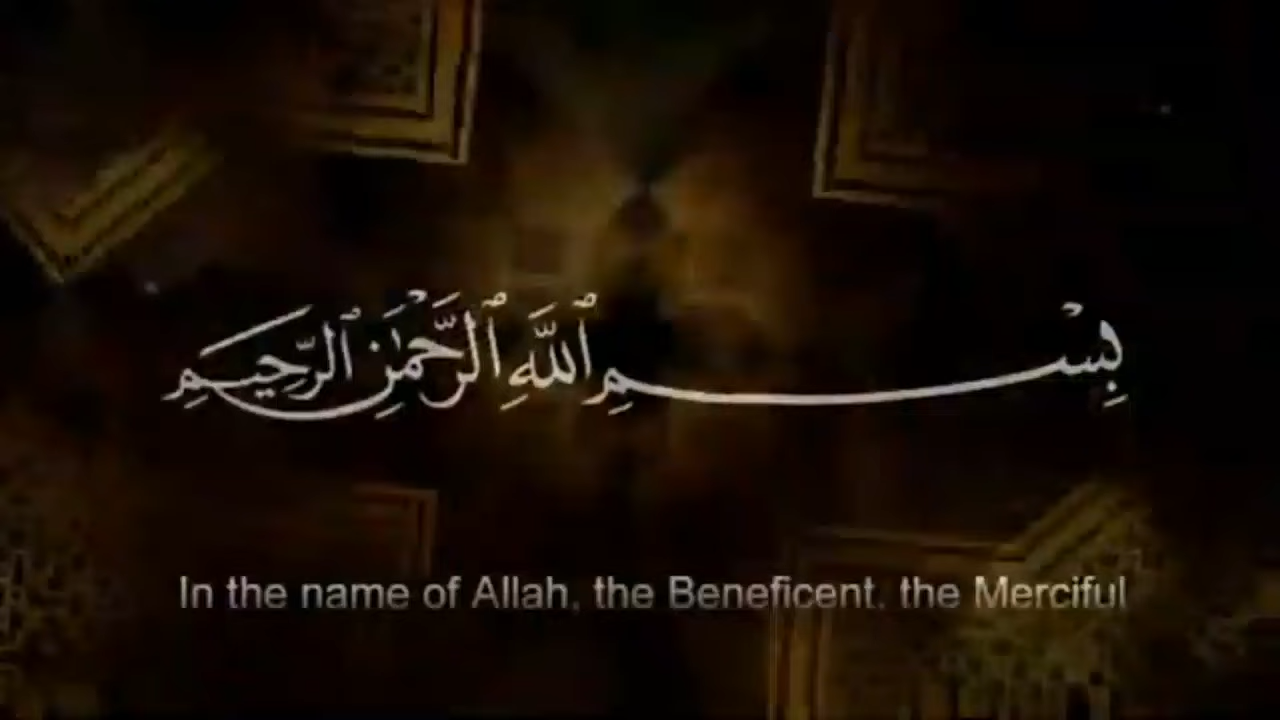 بِسْمِ ٱللَّهِ ٱلرَّحْمَٰنِ ٱلرَّحِيمِ
In the name of Allah, the Beneficent, the Merciful